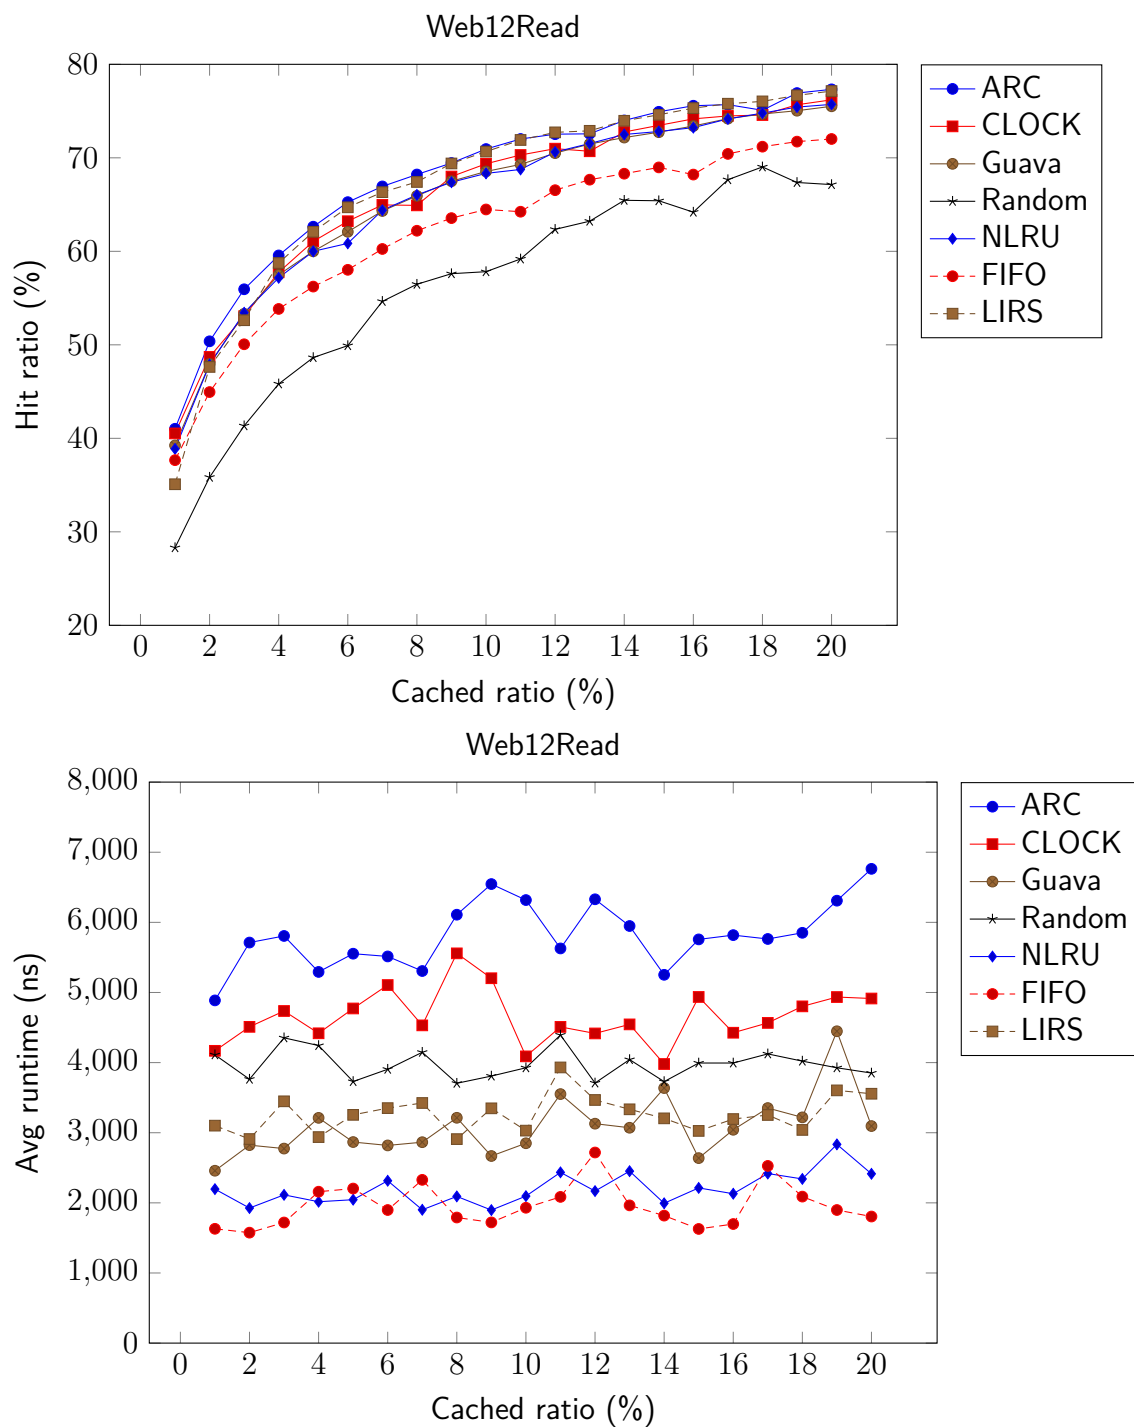 Web12Read
80
70
60
50
40
30
20
Hit ratio (%)
0 2 4 6 8 10 12 14 16 18 20
Cached ratio (%)
ARC
CLOCK
Guava
Random
NLRU
FIFO
LIRS
Web12Read
8,000
7,000
6,000
5,000
4,000
3,000
2,000
1,000
0
Avg runtime (ns)
0 2 4 6 8 10 12 14 16 18 20
Cached ratio (%)
ARC
CLOCK
Guava
Random
NLRU
FIFO
LIRS